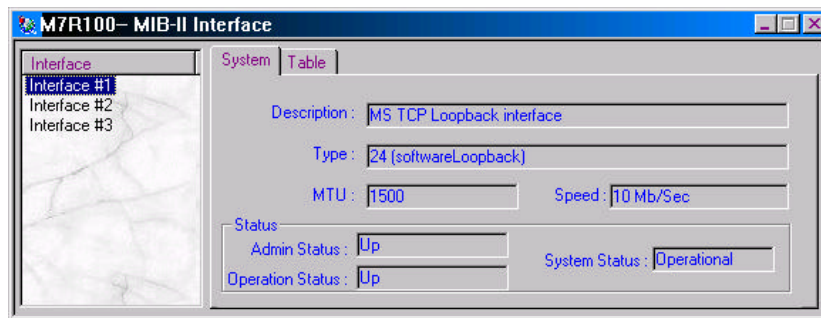 M7R100– MIB-II Interface
Interface
Interface #1
Interface #2
Interface #3
System
Table
Description : MS TCP Loopback interface
Type : 24 (softwareLoopback)
MTU : 1500 Speed : 10 Mb/Sec
Status
Admin Status : Up
System Status : Operational
Operation Status : Up